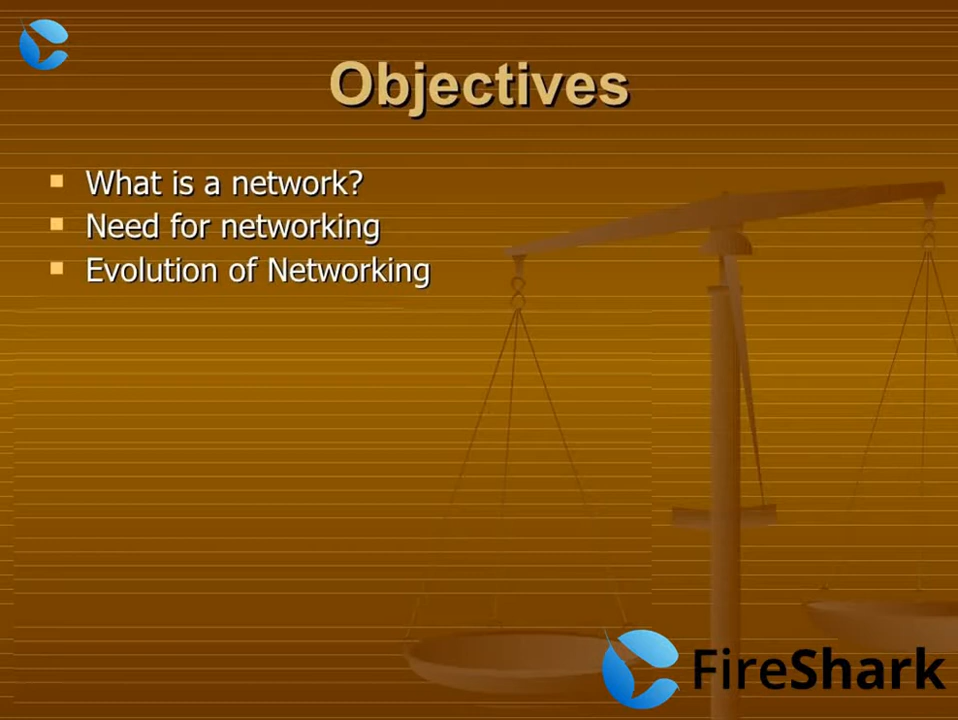 Objectives
What is a network?
Need for networking
Evolution of Networking
FireShark